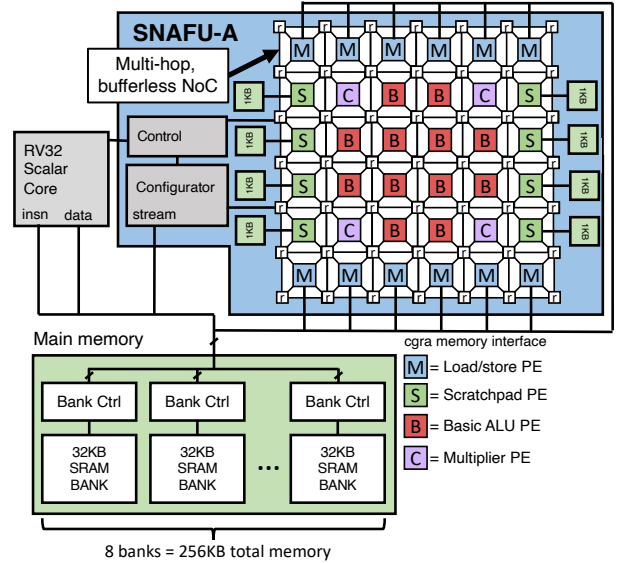 SNAFU-A
Multi-hop,
bufferless NoC
r r r r r r r
M M M M M M
r r r r r r r
1KB S C B B C S 1KB
r r r r r r r
1KB S B B B B S 1KB
r r r r r r r
1KB S B B B B S 1KB
r r r r r r r
1KB S C B B C S 1KB
r r r r r r r
M M M M M M
r r r r r r r
RV32
Scalar
Core
insn data
Control
Configurator
stream
Main memory
Bank Ctrl Bank Ctrl Bank Ctrl
32KB 32KB 32KB
SRAM SRAM ... SRAM
BANK BANK BANK
8 banks = 256KB total memory
cgra memory interface
M = Load/store PE
S = Scratchpad PE
B = Basic ALU PE
C = Multiplier PE